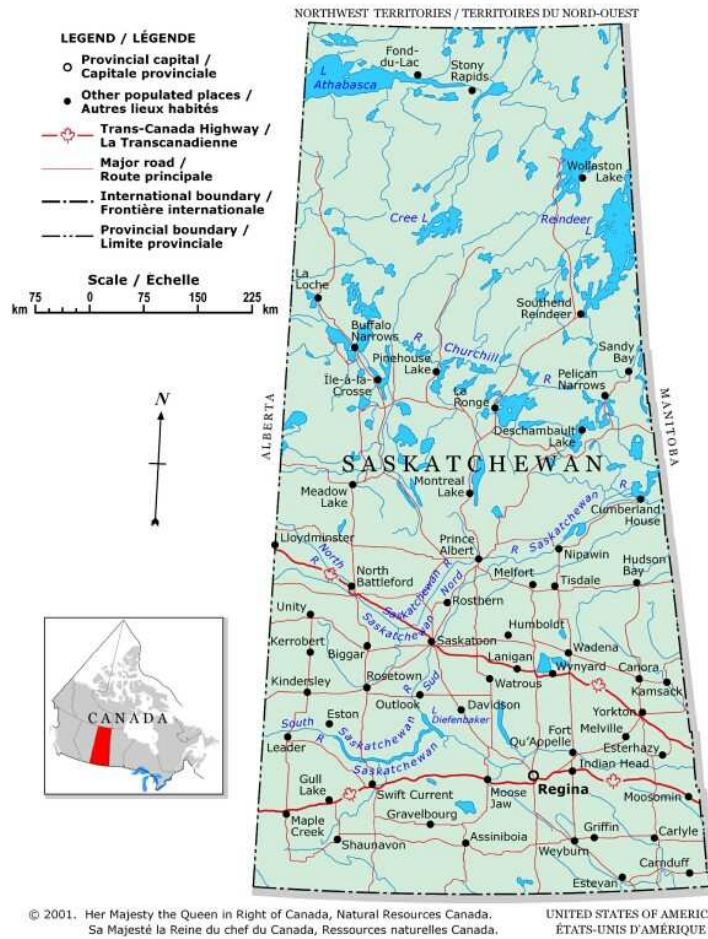 NORTHWEST TERRITORIES / TERRITOIRES DU NORD-OUEST
LEGEND / LÉGENDE
Provincial capital /
Capitale provinciale
Other populated places /
Autres lieux habités
Trans-Canada Highway /
La Transcanadienne
Major road /
Route principale
International boundary /
Frontière internationale
Provincial boundary /
Limite provinciale
Scale / Échelle
km 75 0 75 150 225 km
N
Fond-
du-Lac
Stony
Rapids
L
Athabasca
Wollaston
Lake
Cree L
Reindeer
L
La
Loche
Southend
Reindeer
Buffalo
Narrows
R Churchill
Sandy
Bay
Pinehouse
Lake
R
Pelican
Narrows
Île-à-la-
Crosse
La
Ronge
Deschambault
Lake
ALBERTA
MANITOBA
SASKATCHEWAN
Meadow
Lake
Montreal
Lake
Saskatchewan R
Cumberland
House
Lloydminster
North
R
Prince
Albert
R
Nipawin
North
Battleford
Saskatchewan R
Nord
Saskatchewan
Melfort
Tisdale
Hudson
Bay
Rosthern
Unity
Humboldt
Kerrobert
Biggar
Saskatoon
Lanigan
Wadena
Wynyard
Canora
Kamsack
Kindersley
Rosetown
R Sud
Outlook
Watrous
Davidson
L
Diefenbaker
Eston
Saskatchewan
South
R
Saskatchewan
Leader
Yorkton
Melville
Fort
Qu'Appelle
Esterhazy
Indian Head
Gull
Lake
Swift Current
Moose
Jaw
Regina
Moosomin
Maple
Creek
Gravelbourg
Griffin
Carlyle
Shaunavon
Assiniboia
Weyburn
Carnduff
Estevan
CANADA
© 2001. Her Majesty the Queen in Right of Canada, Natural Resources Canada.
Sa Majesté la Reine du chef du Canada, Ressources naturelles Canada.
UNITED STATES OF AMERIC
ÉTATS-UNIS D'AMÉRIQUE